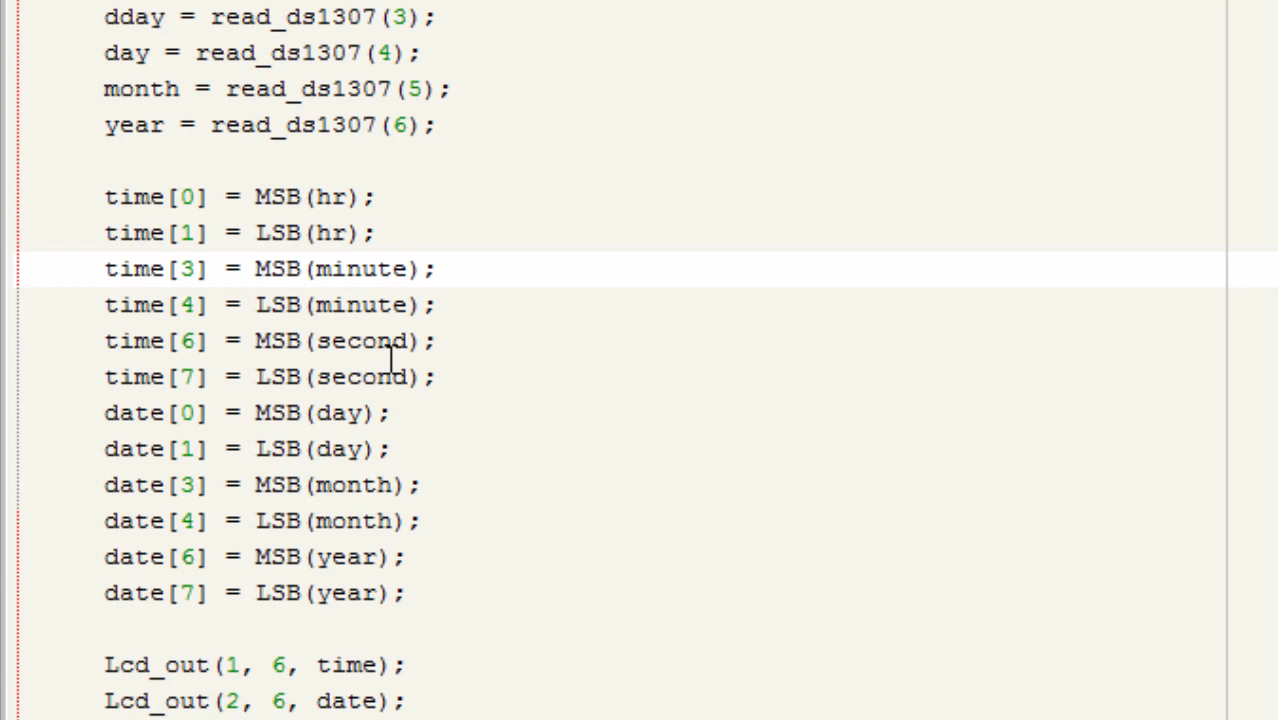 dday = read_ds1307(3);
day = read_ds1307(4);
month = read_ds1307(5);
year = read_ds1307(6);
time[0] = MSB(hr);
time[1] = LSB(hr);
time[3] = MSB(minute);
time[4] = LSB(minute);
time[6] = MSB(second);
time[7] = LSB(second);
date[0] = MSB(day);
date[1] = LSB(day);
date[3] = MSB(month);
date[4] = LSB(month);
date[6] = MSB(year);
date[7] = LSB(year);
Lcd_out(1, 6, time);
Lcd_out(2, 6, date);